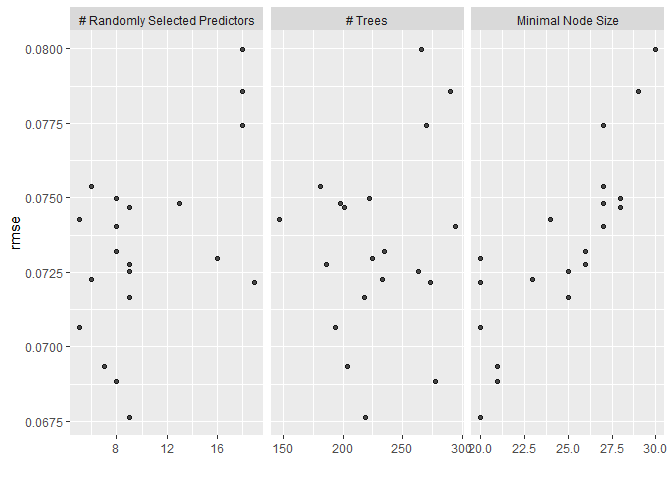 # Randomly Selected Predictors
# Trees
Minimal Node Size
0.0800
0.0775
0.0750
0.0725
0.0700
0.0675
rmse
8 12 16
150 200 250 300
20.0 22.5 25.0 27.5 30.0